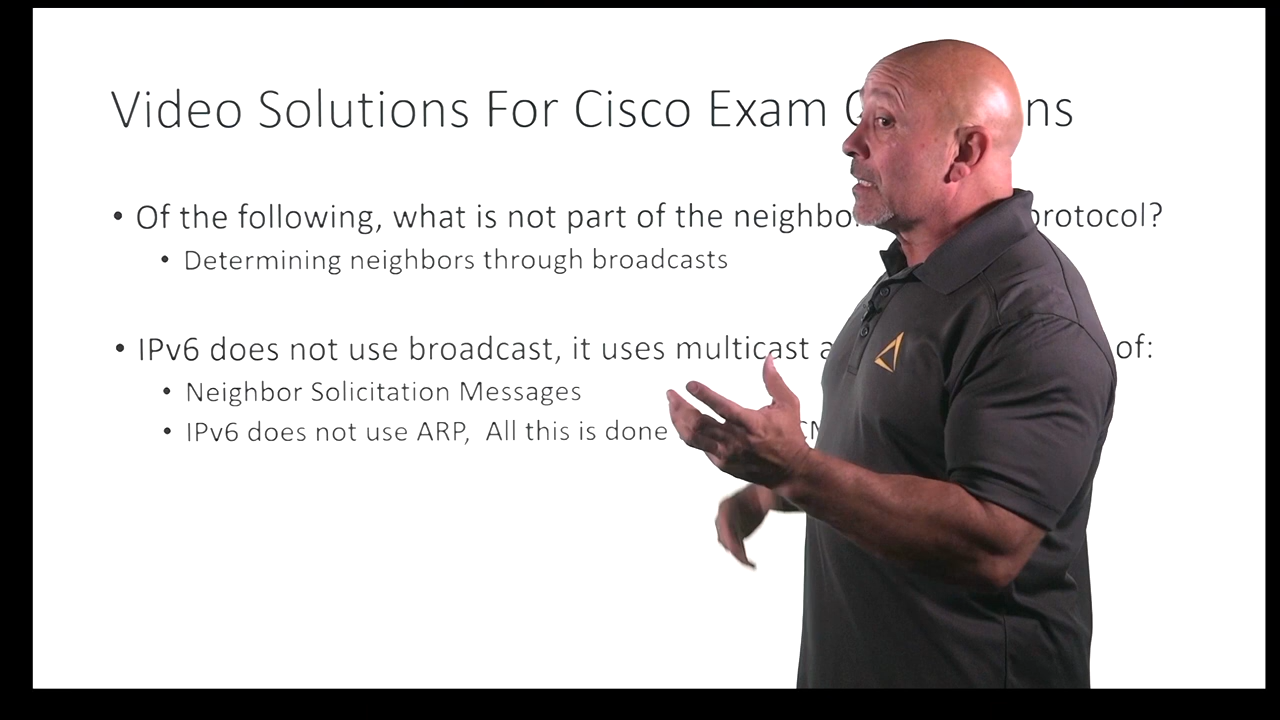 Video Solutions For Cisco Exam
• Of the following, what is not part of the protocol?
• Determining neighbors through broadcasts
• IPv6 does not use broadcast, it uses multicast of:
• Neighbor Solicitation Messages
• IPv6 does not use ARP, All this is done